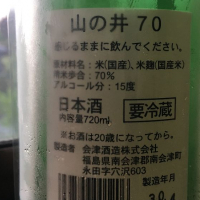 山の井 70
感じるままに飲んでください。
原材料名：米(国産)、米麹(国産米)
精米歩合：70%
アルコール分：15度
日本酒
要冷蔵
内容量720ml
※お酒は20歳になってから。
製造者 会津酒造株式会社
福島県南会津郡南会津町
永田字穴沢603
製造年月